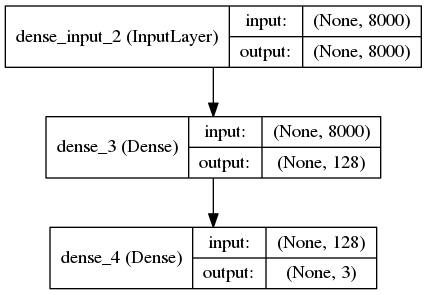 dense_input_2 (InputLayer)
input: (None, 8000)
output: (None, 8000)
dense_3 (Dense)
input: (None, 8000)
output: (None, 128)
dense_4 (Dense)
input: (None, 128)
output: (None, 3)